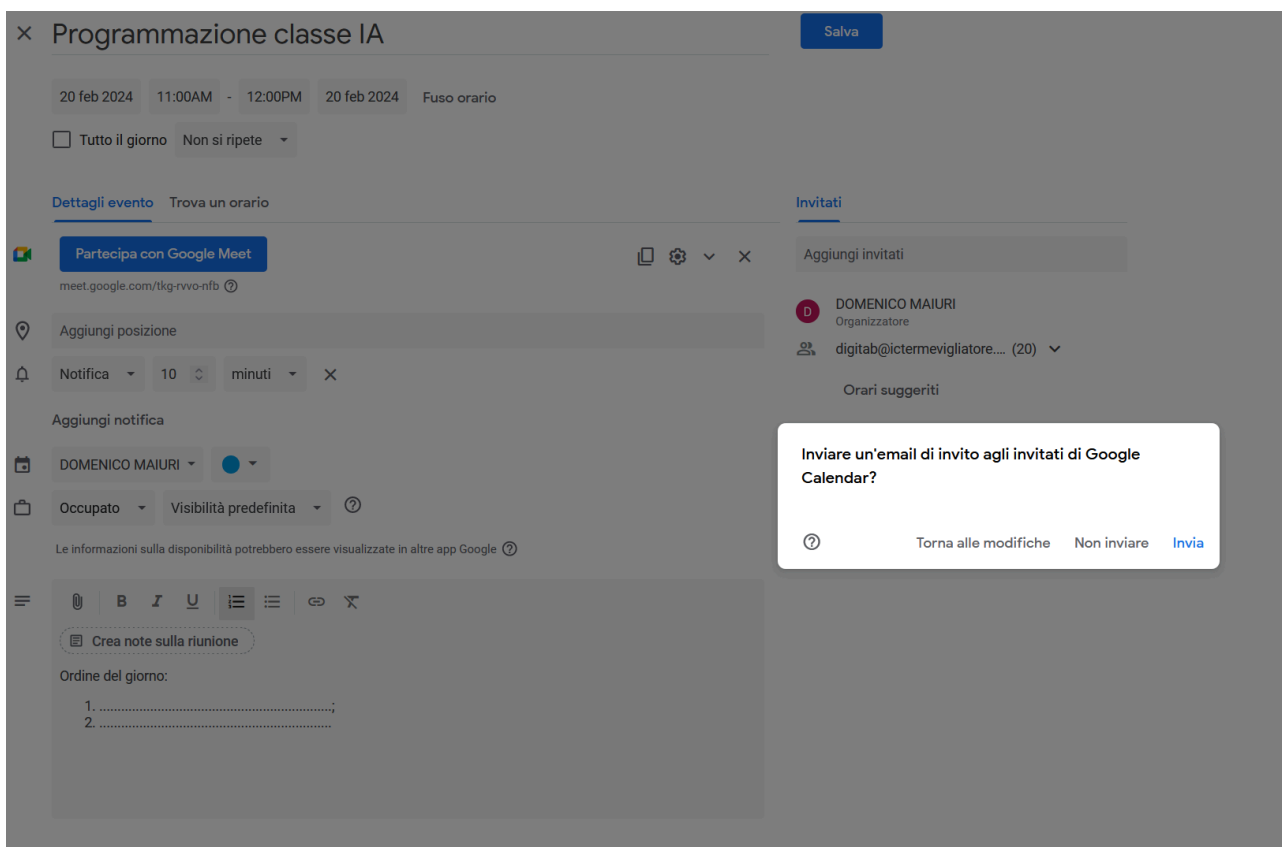 Programmazione classe IA
Salva
20 feb 2024 11:00AM - 12:00PM 20 feb 2024 Fuso orario
Tutto il giorno Non si ripete
Dettagli evento Trova un orario
Invitati
Partecipa con Google Meet
meet.google.com/tkg-rvvo-nfb
Aggiungi invitati
DOMENICO MAIURI
Organizzatore
digitab@ictermevigliatore.... (20)
Orari suggeriti
Aggiungi posizione
Notifica 10 minuti
Aggiungi notifica
DOMENICO MAIURI
Occupato Visibilità predefinita
Le informazioni sulla disponibilità potrebbero essere visualizzate in altre app Google
Inviare un'email di invito agli invitati di Google
Calendar?
Torna alle modifiche Non inviare Invia
B I U
Crea note sulla riunione
Ordine del giorno:
1. ................................................................;
2. ................................................................